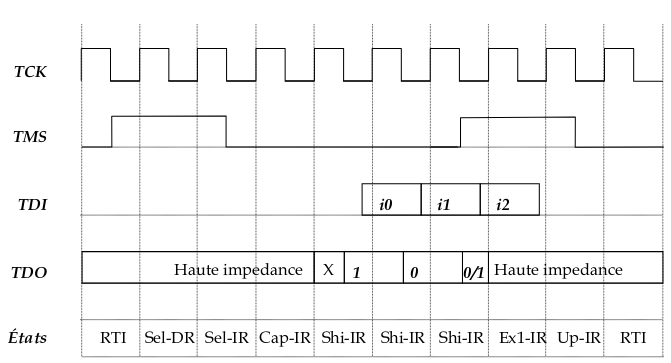 TCK
TMS
TDI i0 i1 i2
TDO Haute impedance X 1 0 0/1 Haute impedance
États RTI Sel-DR Sel-IR Cap-IR Shi-IR Shi-IR Shi-IR Ex1-IR Up-IR RTI